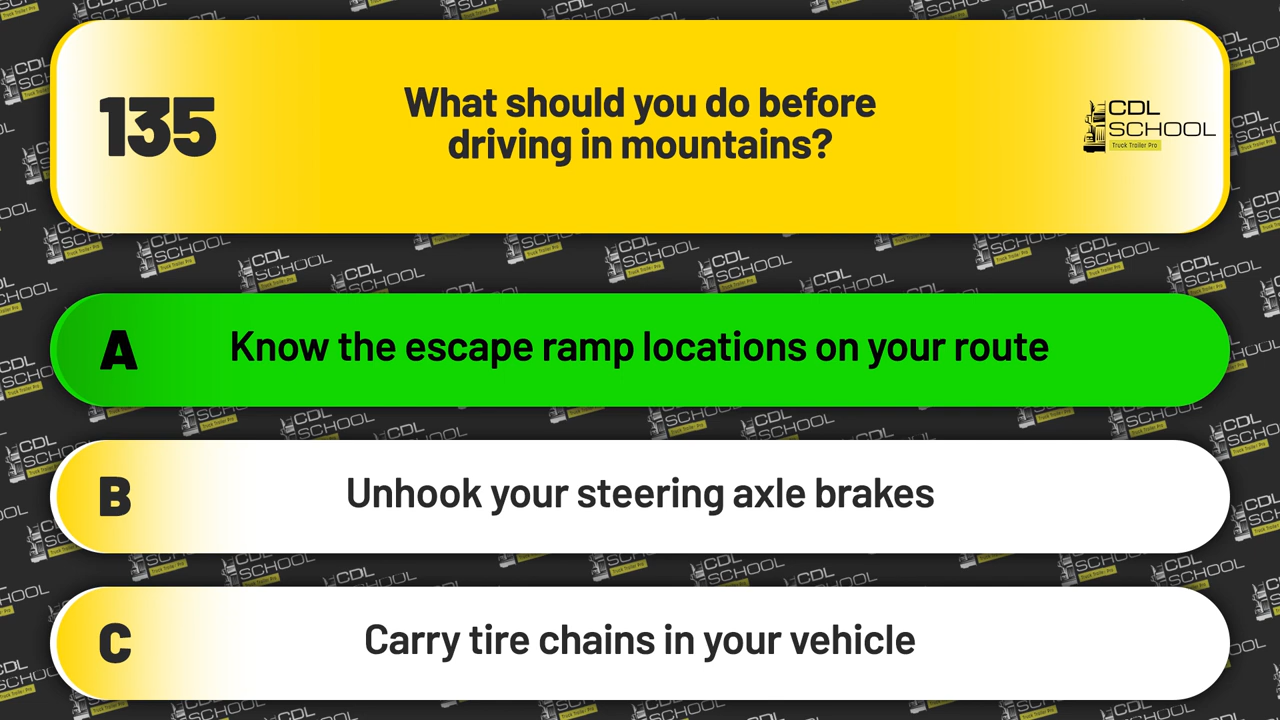 135
What should you do before
driving in mountains?
CDL
SCHOOL
Truck Trailer Pro
A
Know the escape ramp locations on your route
B
Unhook your steering axle brakes
C
Carry tire chains in your vehicle